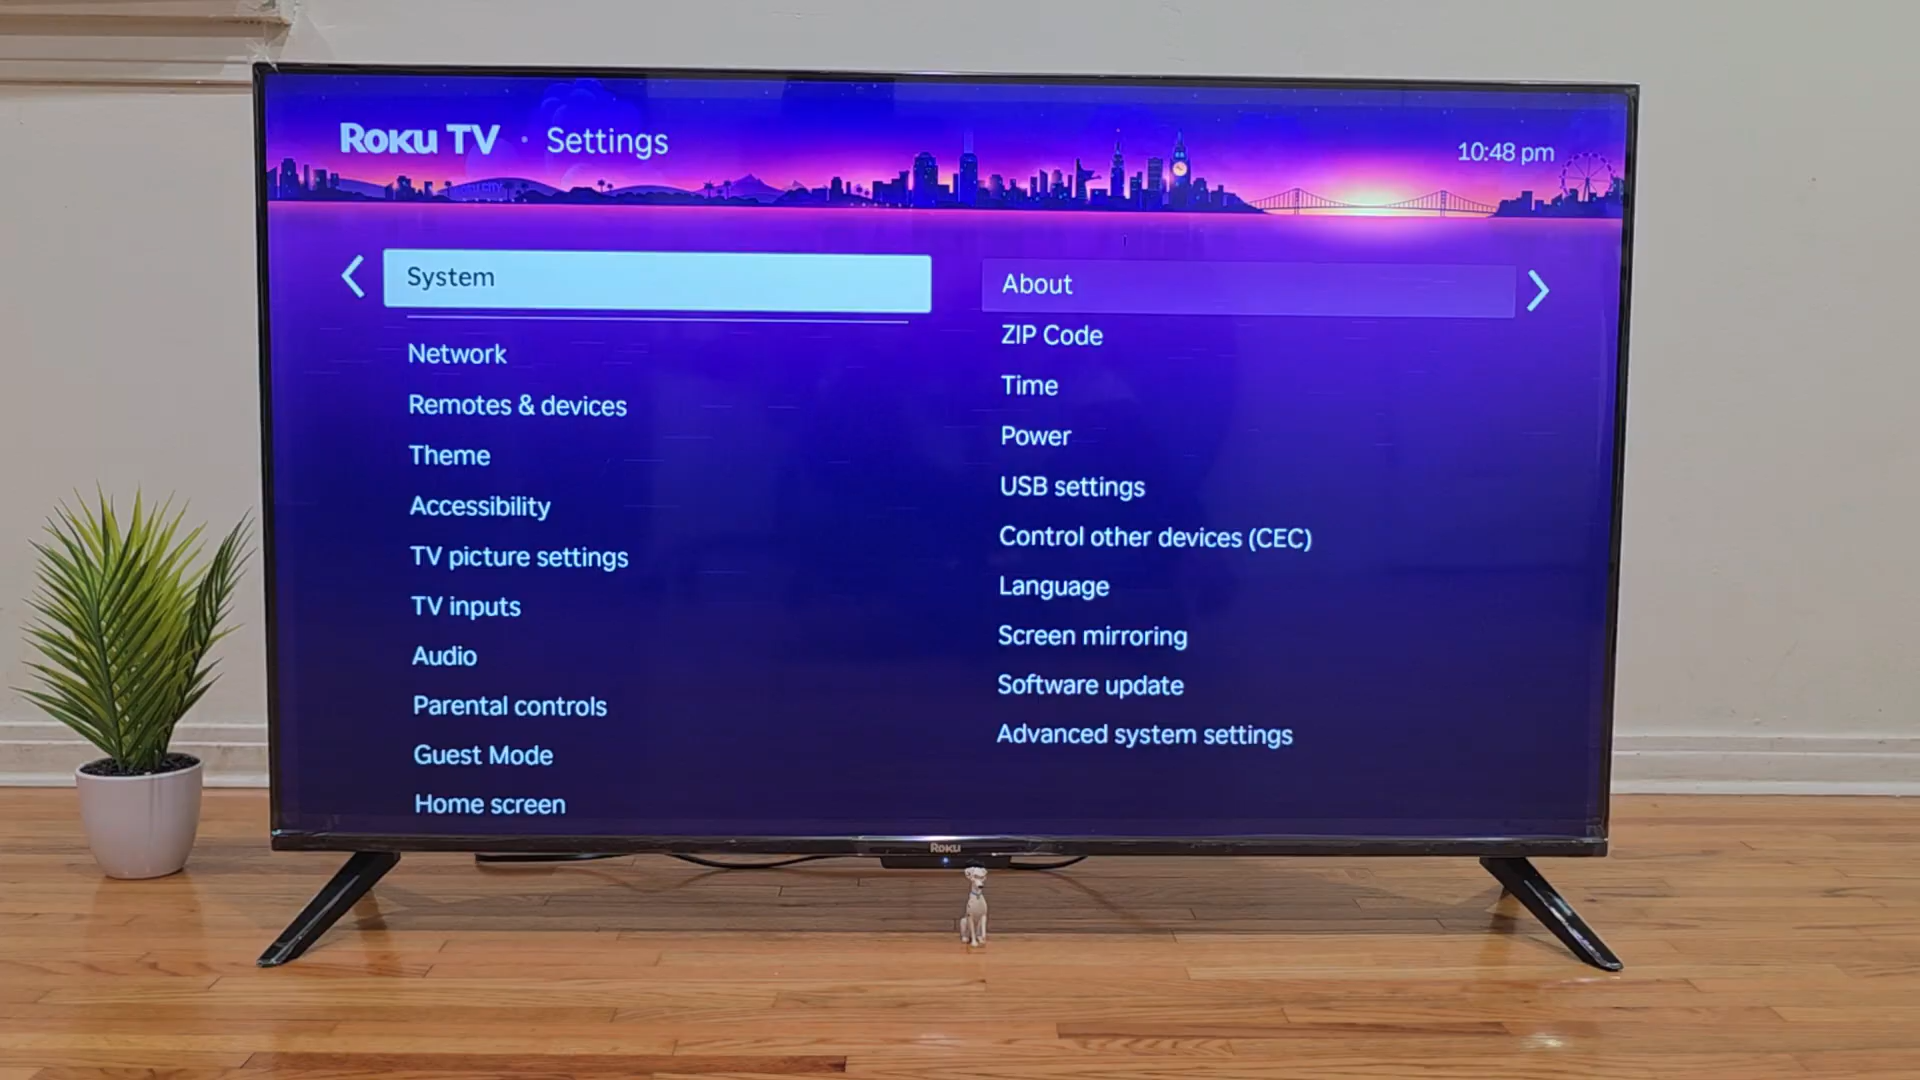 Roku TV · Settings
10:48 pm
System
Network
Remotes & devices
Theme
Accessibility
TV picture settings
TV inputs
Audio
Parental controls
Guest Mode
Home screen
About
ZIP Code
Time
Power
USB settings
Control other devices (CEC)
Language
Screen mirroring
Software update
Advanced system settings
Roku